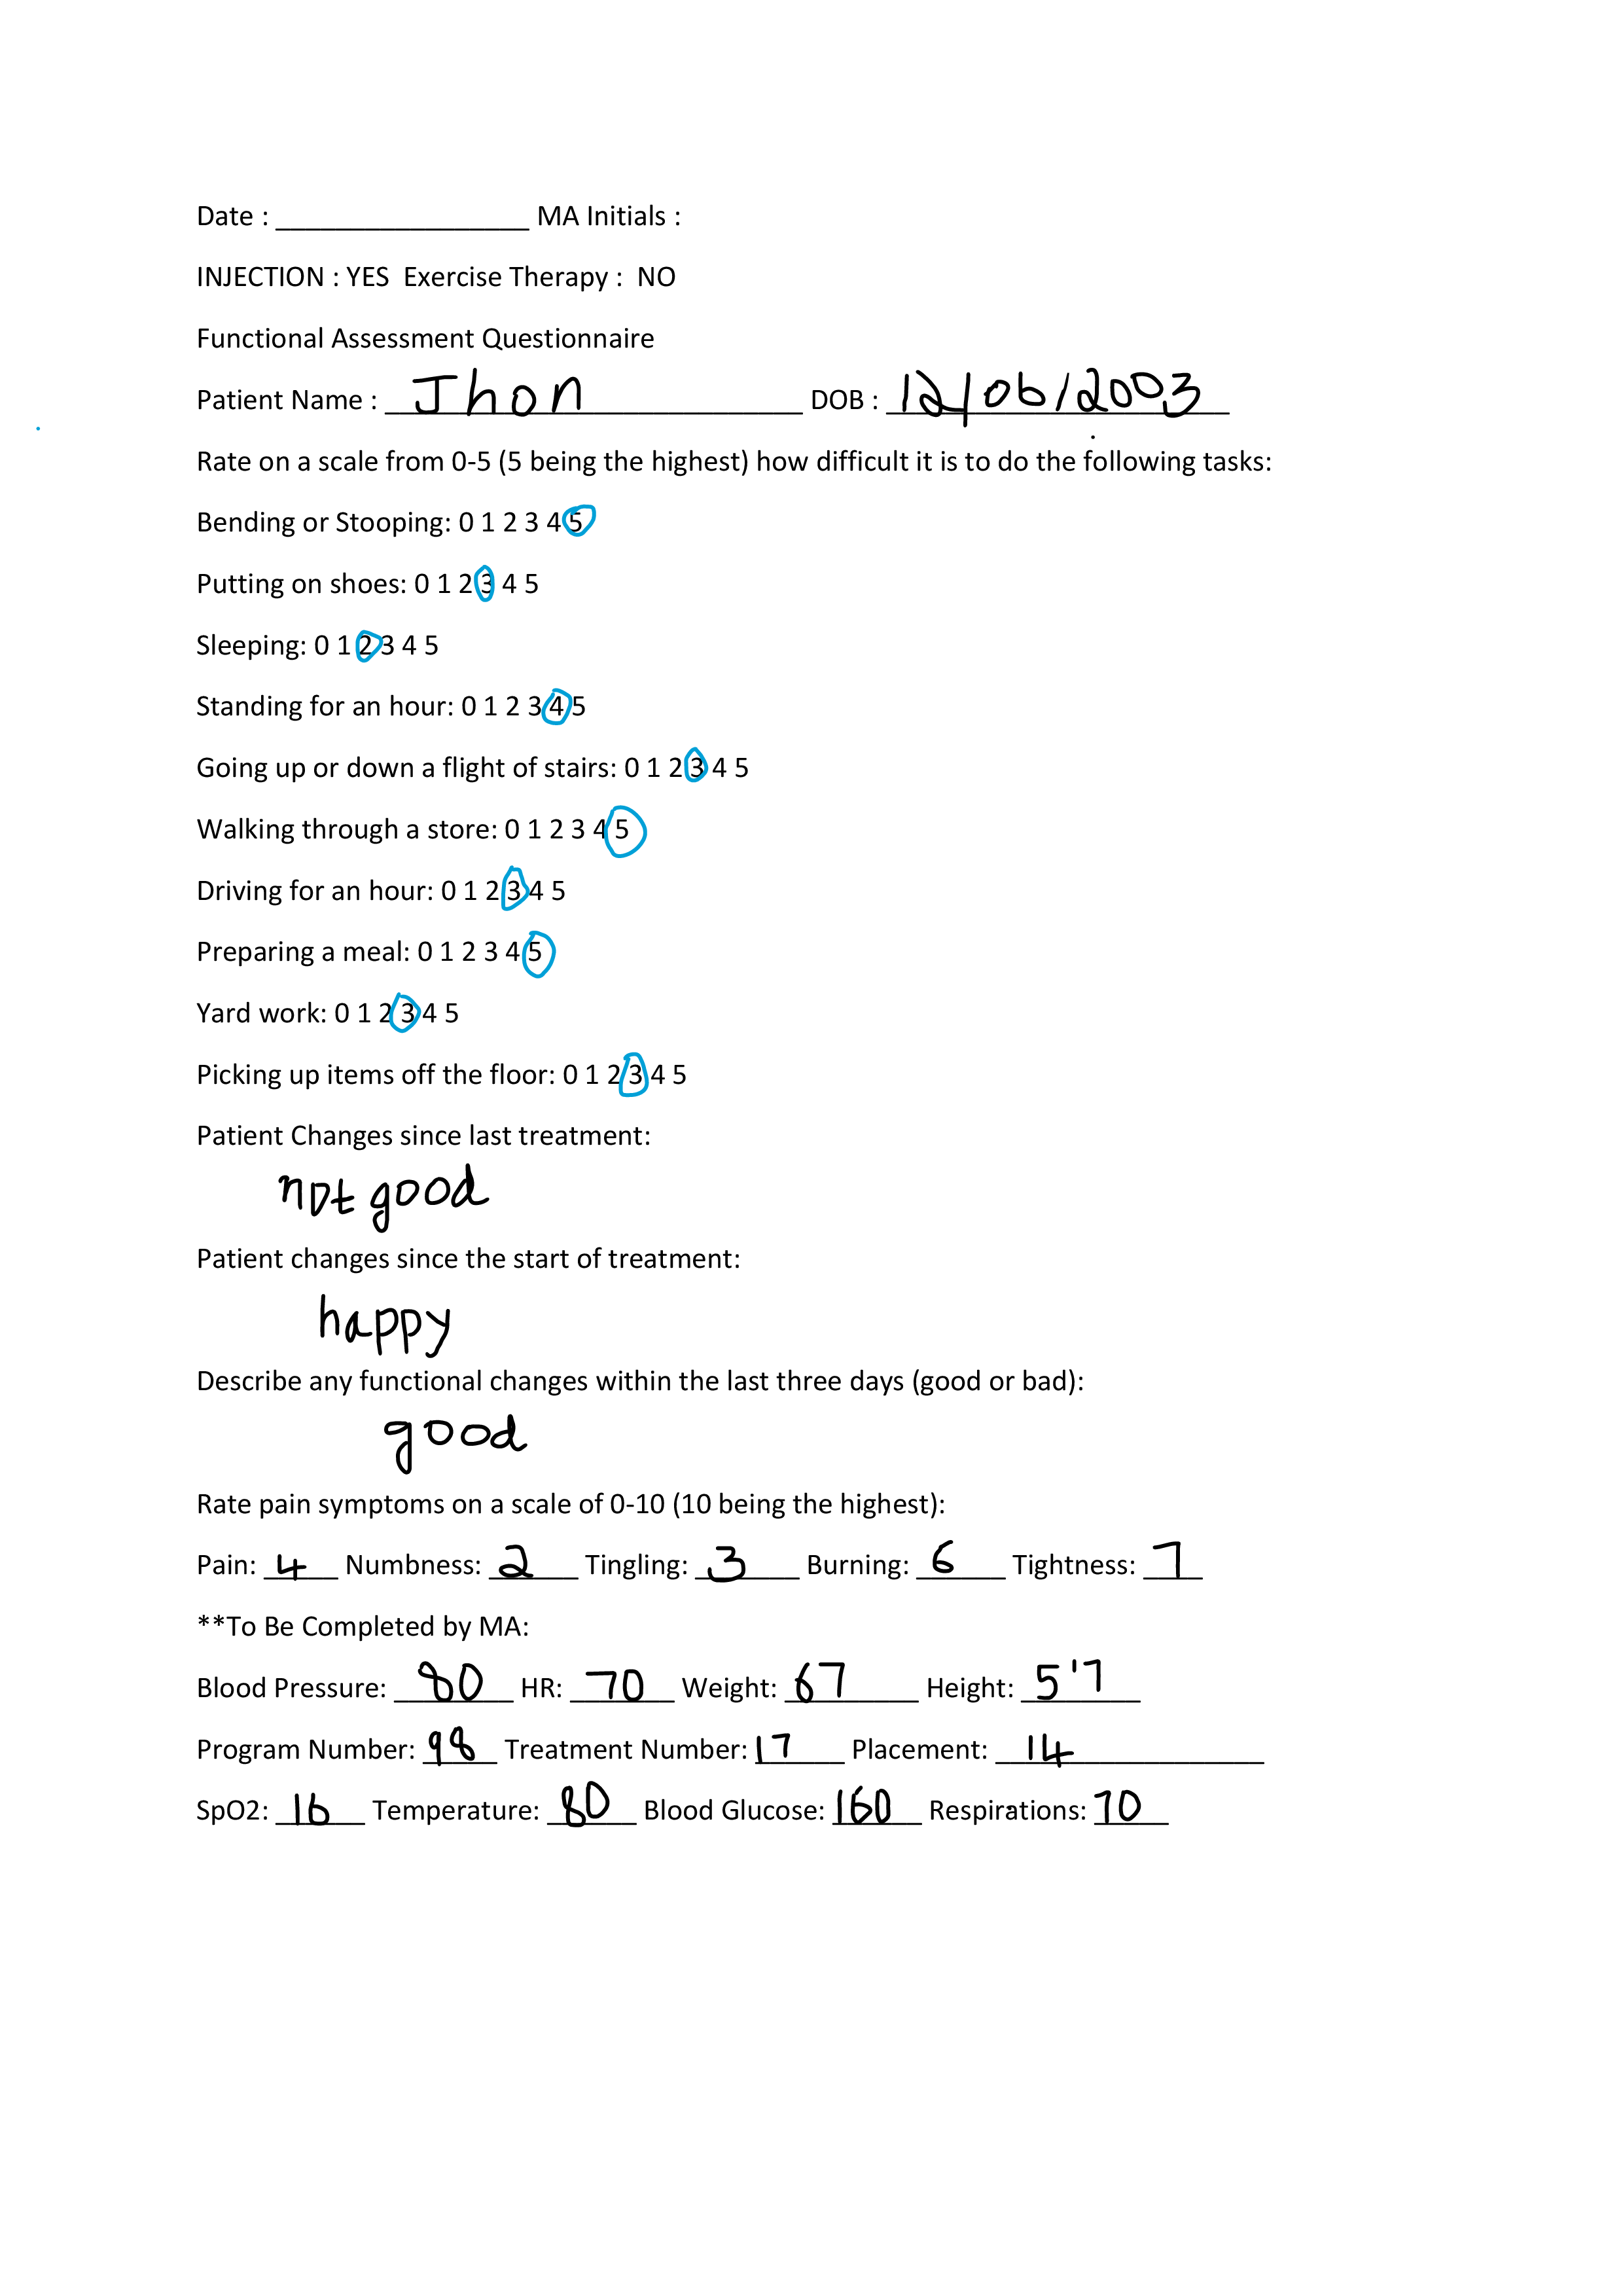 Date : _________________ MA Initials :
INJECTION : YES  Exercise Therapy :  NO
Functional Assessment Questionnaire
Patient Name : Jhon DOB : 12/06/2003
Rate on a scale from 0-5 (5 being the highest) how difficult it is to do the following tasks:
Bending or Stooping: 0 1 2 3 4 5
Putting on shoes: 0 1 2 3 4 5
Sleeping: 0 1 2 3 4 5
Standing for an hour: 0 1 2 3 4 5
Going up or down a flight of stairs: 0 1 2 3 4 5
Walking through a store: 0 1 2 3 4 5
Driving for an hour: 0 1 2 3 4 5
Preparing a meal: 0 1 2 3 4 5
Yard work: 0 1 2 3 4 5
Picking up items off the floor: 0 1 2 3 4 5
Patient Changes since last treatment:
not good
Patient changes since the start of treatment:
happy
Describe any functional changes within the last three days (good or bad):
good
Rate pain symptoms on a scale of 0-10 (10 being the highest):
Pain: 4 Numbness: 2 Tingling: 3 Burning: 6 Tightness: 7
**To Be Completed by MA:
Blood Pressure: 80 HR: 70 Weight: 67 Height: 5'7
Program Number: 98 Treatment Number: 17 Placement: 14
SpO2: 16 Temperature: 80 Blood Glucose: 160 Respirations: 70